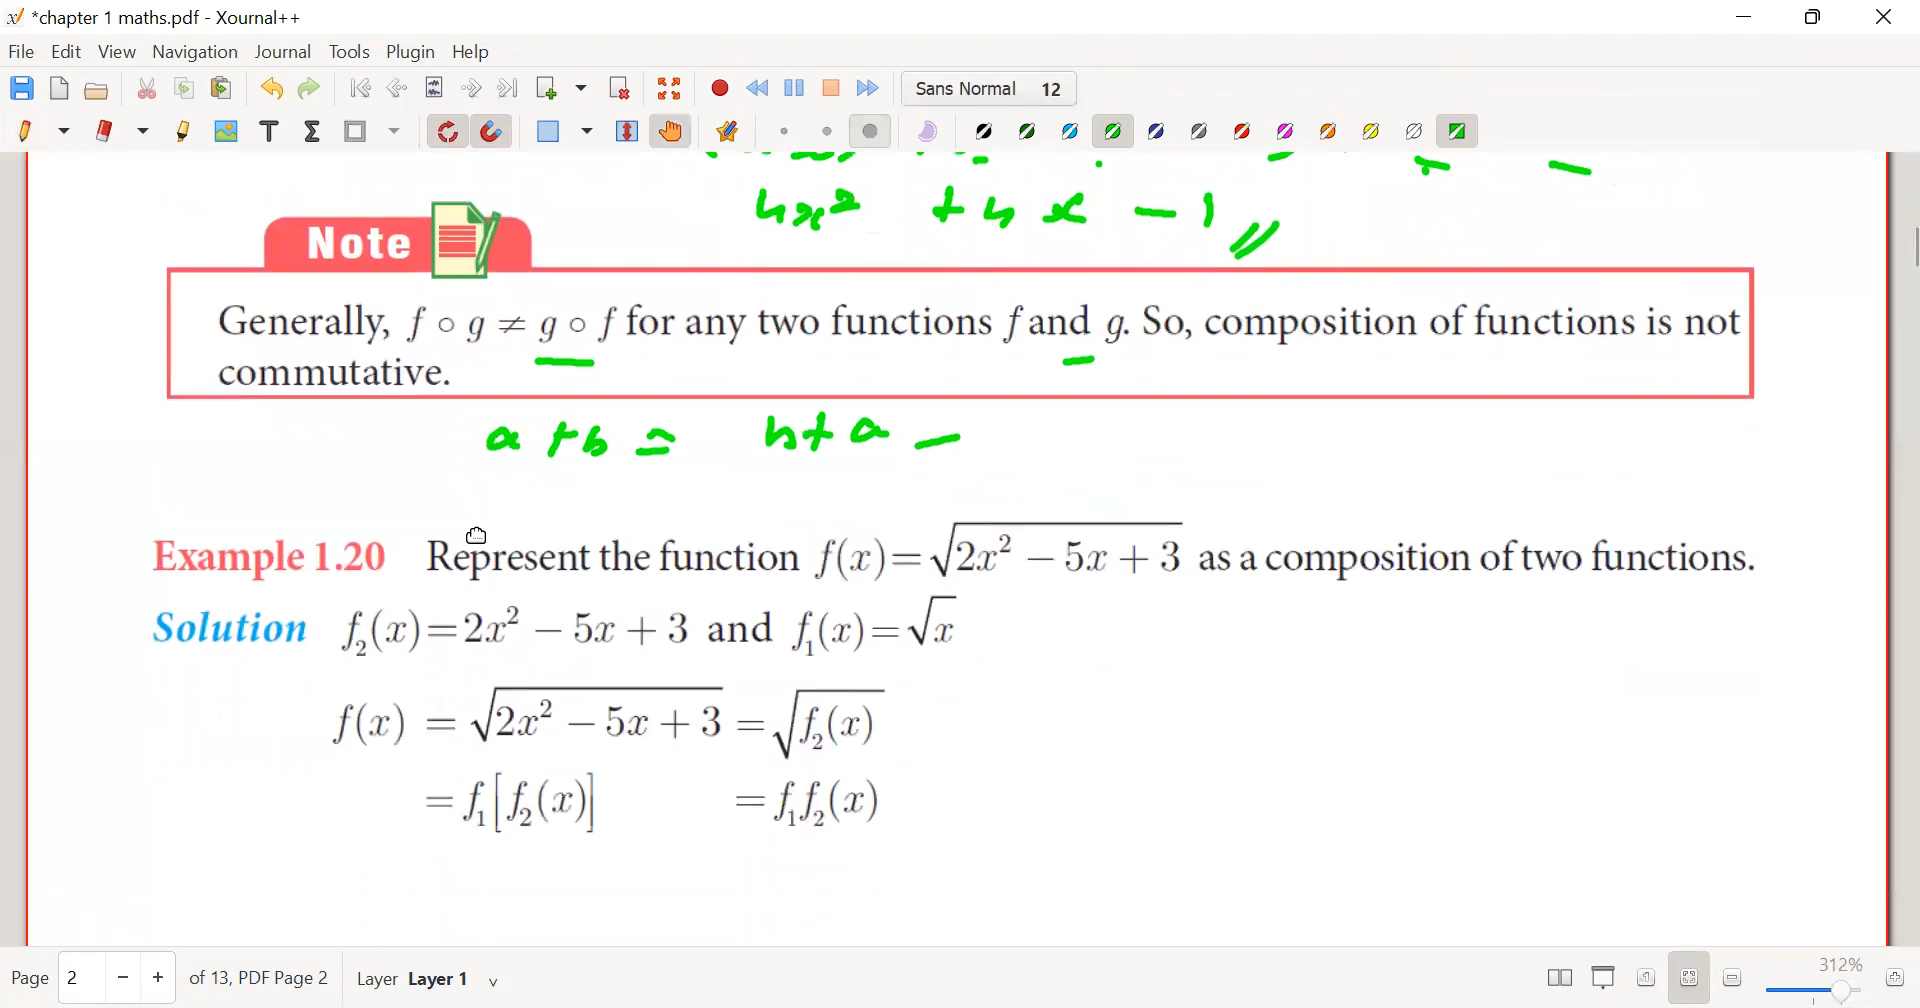 *chapter 1 maths.pdf - Xournal++
File Edit View Navigation Journal Tools Plugin Help
Sans Normal 12
4x² + 4x - 1
Note
Generally, f ∘ g ≠ g ∘ f for any two functions f and g. So, composition of functions is not
commutative.
a + b = b + a -
Example 1.20 Represent the function f(x) = √(2x² − 5x + 3) as a composition of two functions.
Solution f₂(x) = 2x² − 5x + 3 and f₁(x) = √x
f(x) = √(2x² − 5x + 3) = √(f₂(x))
= f₁[f₂(x)] = f₁f₂(x)
Page 2 − + of 13, PDF Page 2 Layer Layer 1 312%